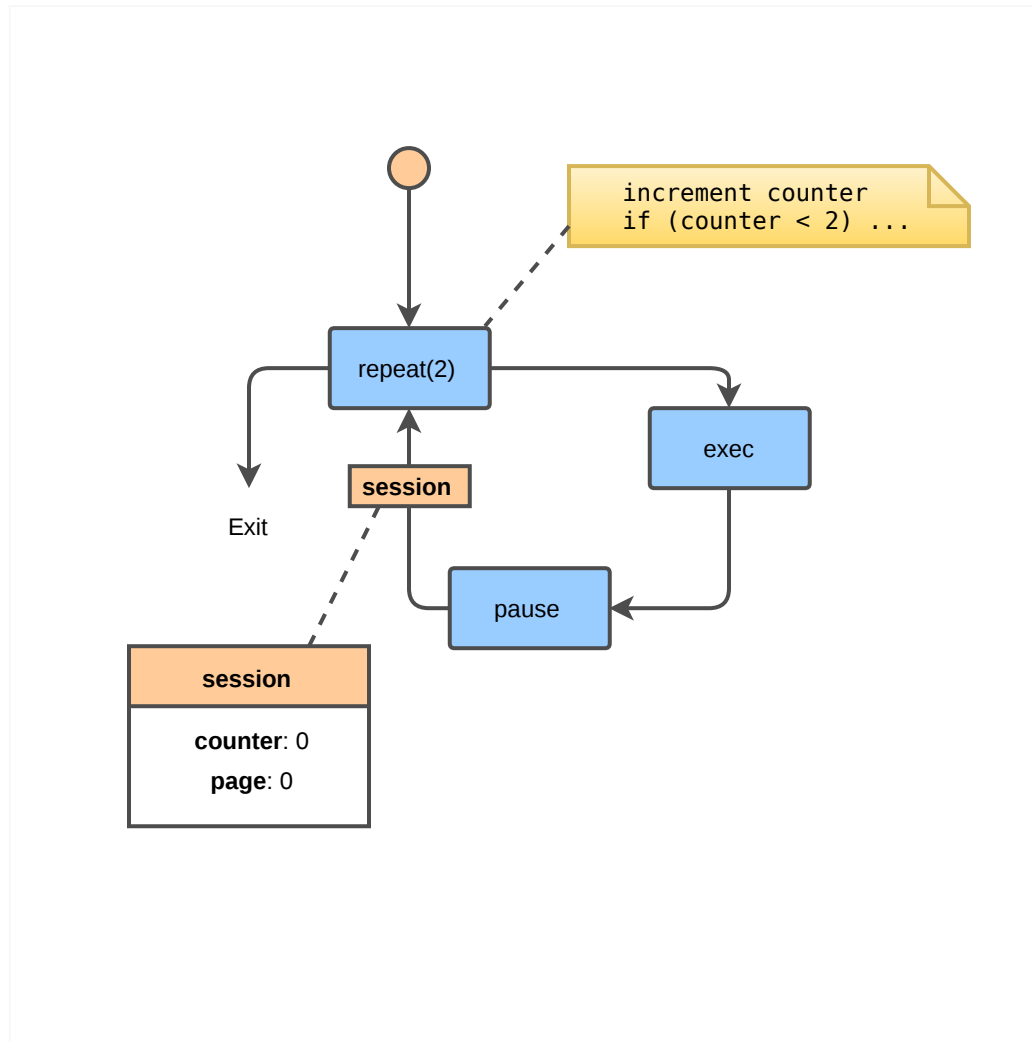 increment counter
if (counter < 2) ...
repeat(2)
exec
session
Exit
pause
session
counter: 0
page: 0